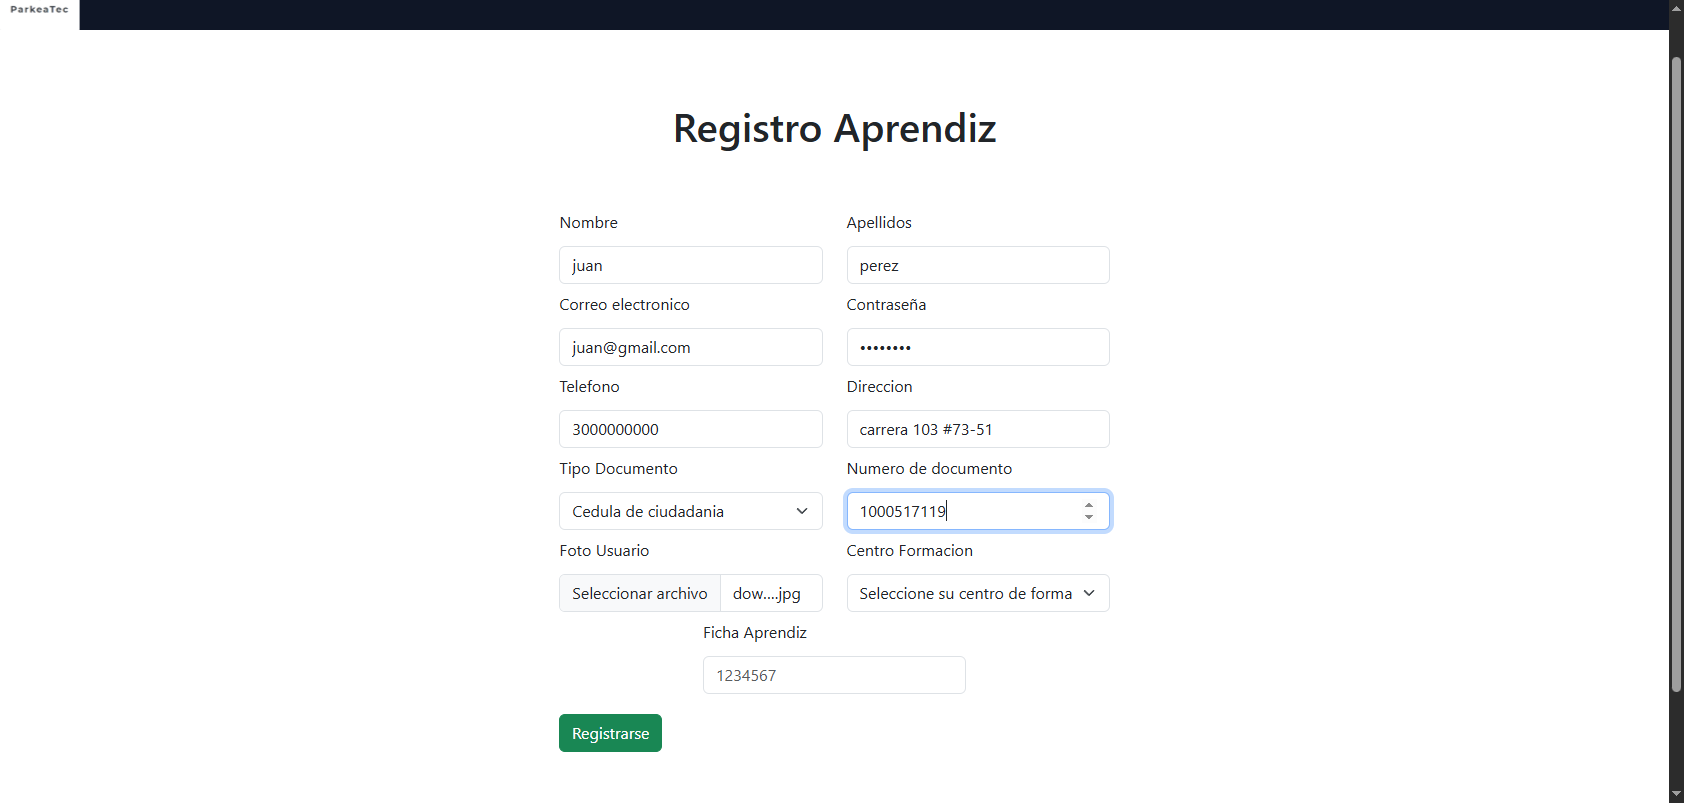 ParkeaTec
Registro Aprendiz
Nombre
Apellidos
juan
perez
Correo electronico
Contraseña
juan@gmail.com
••••••••
Telefono
Direccion
3000000000
carrera 103 #73-51
Tipo Documento
Numero de documento
Cedula de ciudadania
1000517119
Foto Usuario
Centro Formacion
Seleccionar archivo dow....jpg
Seleccione su centro de forma
Ficha Aprendiz
1234567
Registrarse